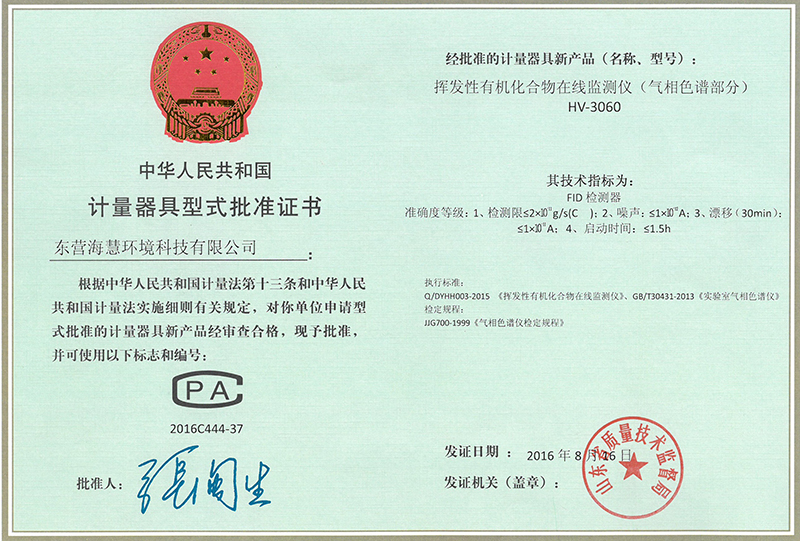 中华人民共和国
计量器具型式批准证书
东营海慧环境科技有限公司：
根据中华人民共和国计量法第十三条和中华人民
共和国计量法实施细则有关规定，对你单位申请型
式批准的计量器具新产品经审查合格，现予批准，
并可使用以下标志和编号：
CPA
2016C444-37
批准人：
经批准的计量器具新产品（名称、型号）：
挥发性有机化合物在线监测仪（气相色谱部分）
HV-3060
其技术指标为：
FID 检测器
准确度等级：1、检测限≤2×10 g/s(C )；2、噪声：≤1×10 A；3、漂移（30min）：
≤1×10 A；4、启动时间：≤1.5h
执行标准：
Q/DYHH003-2015 《挥发性有机化合物在线监测仪》、GB/T30431-2013《实验室气相色谱仪》
检定规程：
JJG700-1999《气相色谱仪检定规程》
发证日期 ： 2016 年 8 月 16 日
发证机关（盖章）：
山东省质量技术监督局